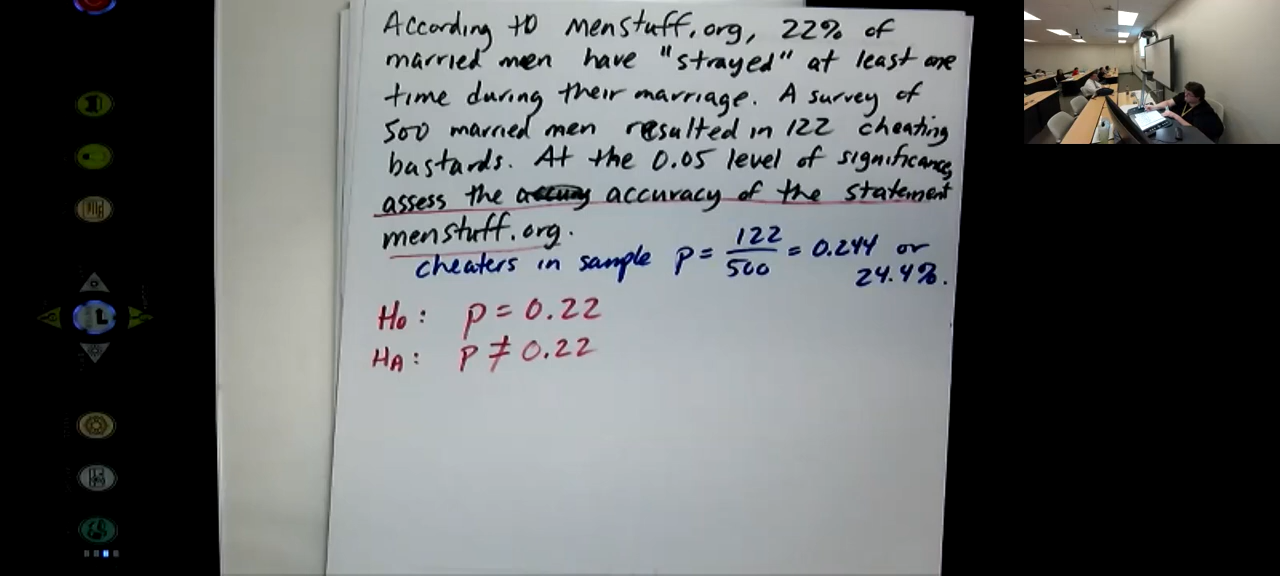 According to menstuff.org, 22% of
married men have "strayed" at least one
time during their marriage. A survey of
500 married men resulted in 122 cheating
bastards. At the 0.05 level of significance,
assess the accuracy of the statement
menstuff.org.
cheaters in sample p = 122/500 = 0.244 or
24.4%.
H0: p = 0.22
HA: p ≠ 0.22